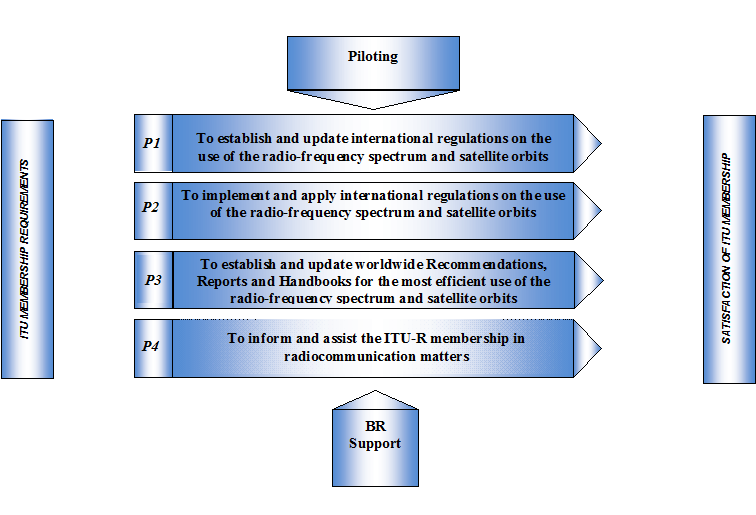 Piloting
ITU MEMBERSHIP REQUIREMENTS
P1
To establish and update international regulations on the
use of the radio-frequency spectrum and satellite orbits
P2
To implement and apply international regulations on the use
of the radio-frequency spectrum and satellite orbits
P3
To establish and update worldwide Recommendations,
Reports and Handbooks for the most efficient use of the
radio-frequency spectrum and satellite orbits
P4
To inform and assist the ITU-R membership in
radiocommunication matters
SATISFACTION OF ITU MEMBERSHIP
BR
Support